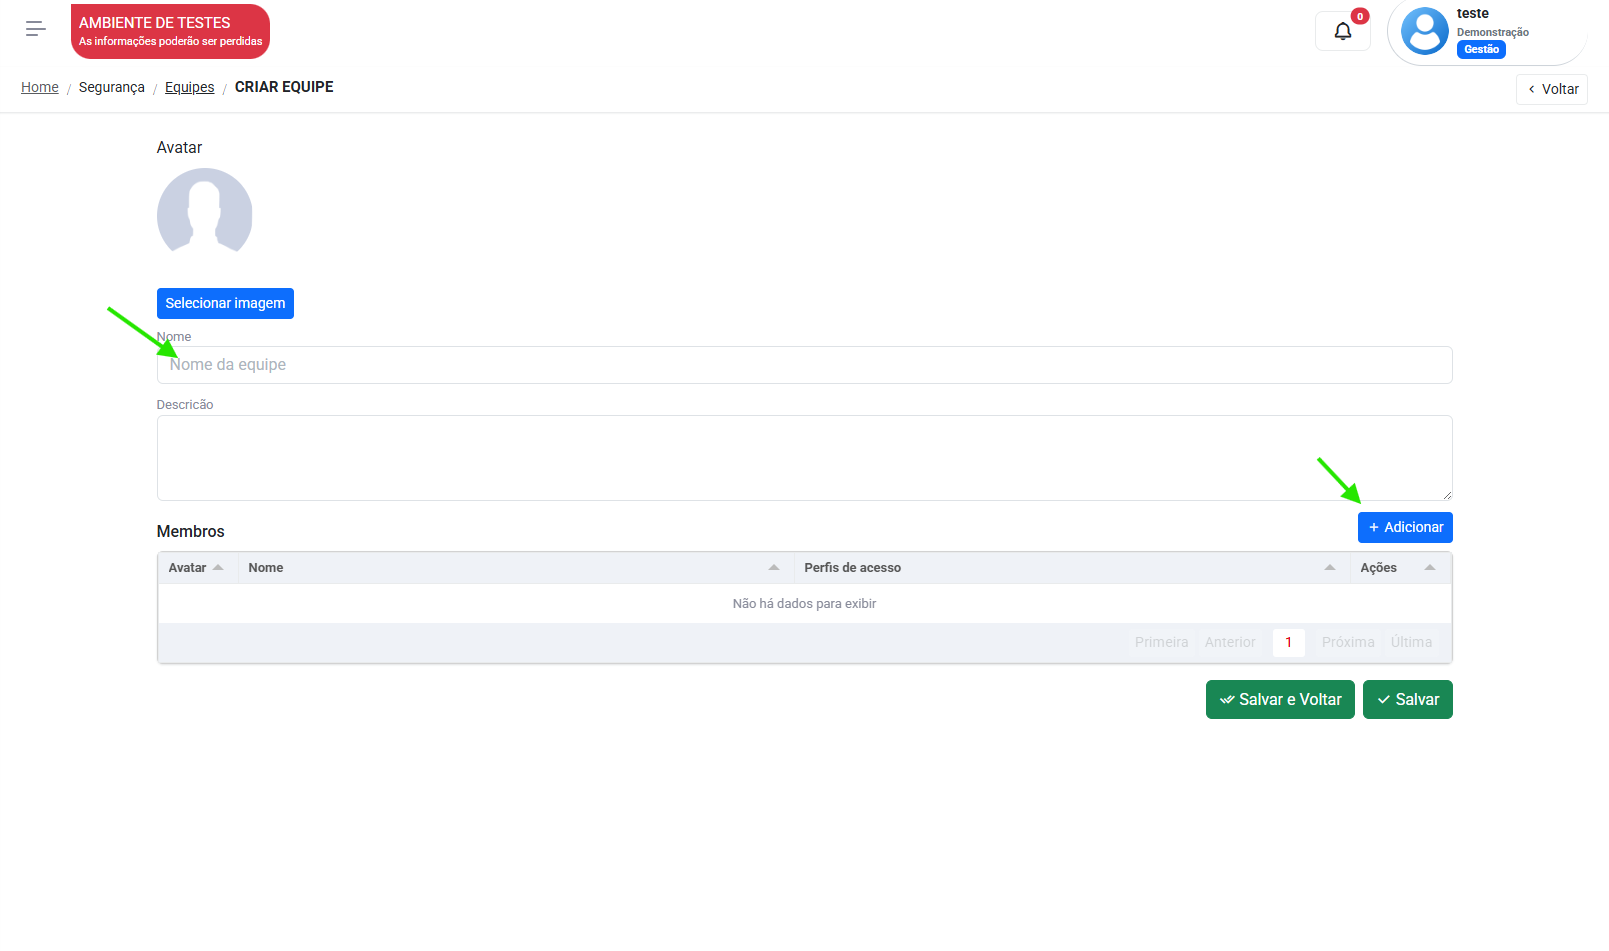 AMBIENTE DE TESTES
As informações poderão ser perdidas
0
teste
Demonstração
Gestão
Home / Segurança / Equipes / CRIAR EQUIPE
Voltar
Avatar
Selecionar imagem
Nome
Nome da equipe
Descricão
Membros
+ Adicionar
Avatar Nome Perfis de acesso Ações
Não há dados para exibir
Primeira Anterior 1 Próxima Última
Salvar e Voltar Salvar